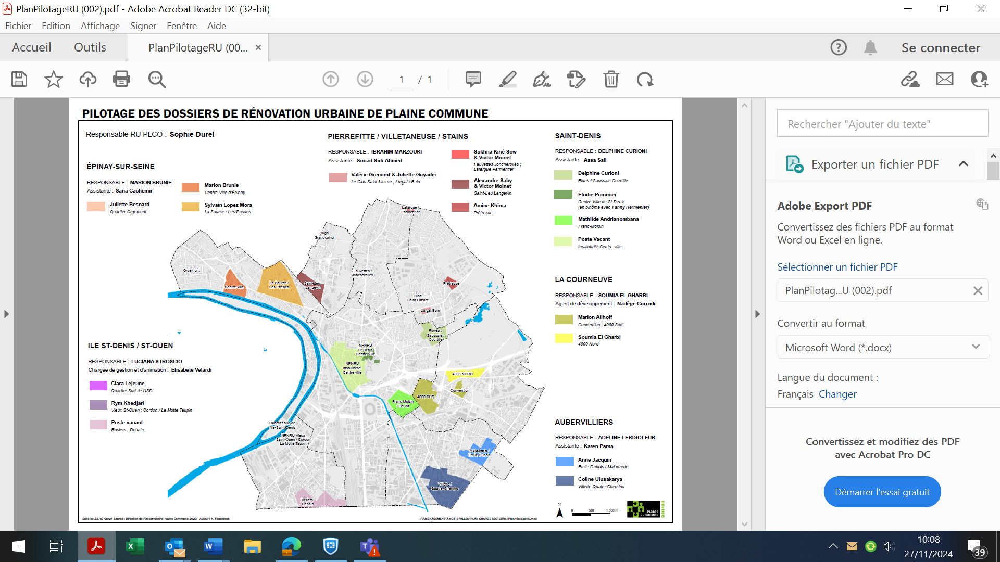 PlanPilotageRU (002).pdf - Adobe Acrobat Reader DC (32-bit)
Fichier Edition Affichage Signer Fenêtre Aide
Accueil Outils PlanPilotageRU (00... × Se connecter
1 / 1
PILOTAGE DES DOSSIERS DE RÉNOVATION URBAINE DE PLAINE COMMUNE
Responsable RU PLCO : Sophie Durel
ÉPINAY-SUR-SEINE
RESPONSABLE : MARION BRUNIE
Assistante : Sana Cachemir
Juliette Besnard
Quartier Orgemont
Marion Brunie
Centre-Ville d'Épinay
Sylvain Lopez Mora
La Source / Les Presles
PIERREFITTE / VILLETANEUSE / STAINS
RESPONSABLE : IBRAHIM MARZOUKI
Assistante : Souad Sidi-Ahmed
Valérie Gremont & Juliette Guyader
Le Clos Saint-Lazare ; Lurçat / Bain
Sokhna Kiné Sow
& Victor Moinet
Fauvettes Joncherolles ;
Lafargue Parmentier
Alexandre Saby
& Victor Moinet
Saint-Leu Langevin
Amine Khima
Prêtresse
SAINT-DENIS
RESPONSABLE : DELPHINE CURIONI
Assistante : Assa Sall
Delphine Curioni
Floréal Saussaie Courtille
Élodie Pommier
Centre Ville de St-Denis
(en binôme avec Fanny Hermenier)
Mathilde Andrianombana
Franc-Moisin
Poste Vacant
Insalubrité Centre-ville
LA COURNEUVE
RESPONSABLE : SOUMIA EL GHARBI
Agent de développement : Nadège Corrodi
Marion Allhoff
Convention ; 4000 Sud
Soumia El Gharbi
4000 Nord
ILE ST-DENIS / ST-OUEN
RESPONSABLE : LUCIANA STROSCIO
Chargée de gestion et d'animation : Elisabete Velardi
Clara Lejeune
Quartier Sud de l'ISD
Rym Khedjari
Vieux St-Ouen ; Cordon / La Motte Taupin
Poste vacant
Rosiers - Debain
AUBERVILLIERS
RESPONSABLE : ADELINE LERIGOLEUR
Assistante : Karen Pama
Anne Jacquin
Emile Dubois / Maladrerie
Coline Ulusakarya
Villette Quatre Chemins
Lafargue /
Parmentier
Hugo
Grandcoing
Orgemont
Fauvettes /
Joncherolles
Centre-ville
La Source /
Les Presles
Saint-Leu
/ Langevin
Prêtresse
Clos
Saint-Lazare
Lurçat Boin
Floréal /
Saussaie /
Courtille
NPNRU
St-Denis
Centre Ville
NPNRU
Insalubrité
Centre ville
4000 NORD
Convention
4000 SUD
Franc Moisin
/ Bel Air
Quartier sud de
l'Ile-Saint-Denis
NPNRU Vieux
Saint-Ouen / Cordon
La Motte Taupin
Maladrerie /
Emile Dubois
Villette /
Quatre-Chemins
Rosiers
- Debain
N
0 500 1 000 m
plaine
commune
GRAND PARIS
Edité le: 22/07/2024 Source : Direction de l'Observatoire- Plaine Commune 2023 - Auteur : N. Faucheron
I:\AMENAGEMENT\AMGT_9 VILLES\PLAN CHARGE SECTEURS\PlanPilotageRU.mxd
Rechercher "Ajouter du texte"
Exporter un fichier PDF
Adobe Export PDF
Convertissez des fichiers PDF au format
Word ou Excel en ligne.
Sélectionner un fichier PDF
PlanPilotag...U (002).pdf
Convertir au format
Microsoft Word (*.docx)
Langue du document :
Français Changer
Convertissez et modifiez des PDF
avec Acrobat Pro DC
Démarrer l'essai gratuit
10:08
27/11/2024
39